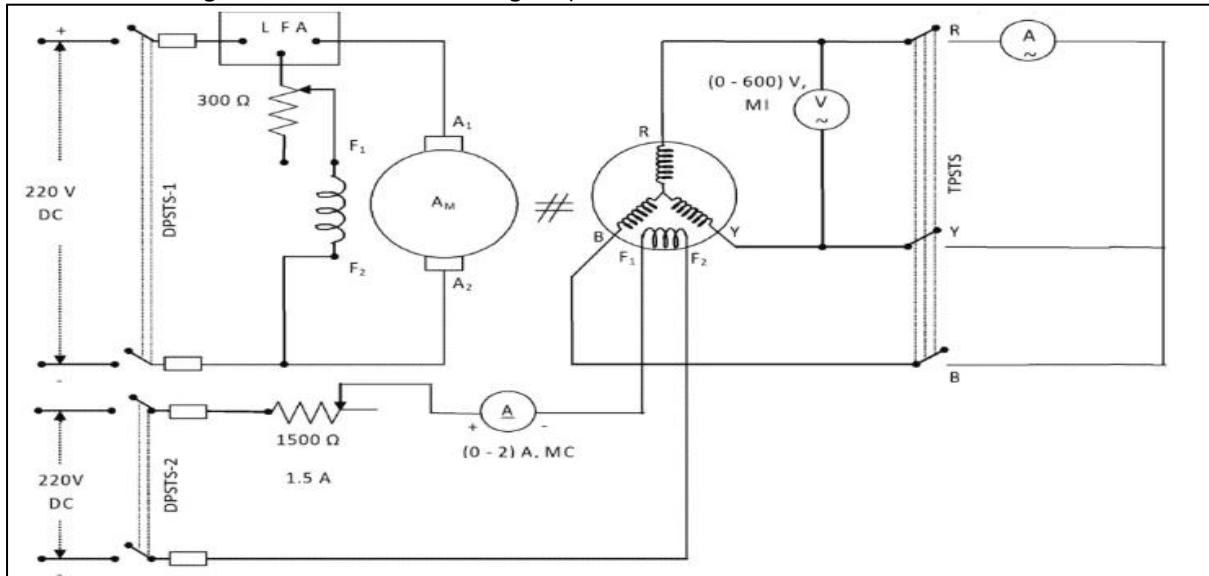 +
L F A
R
A
~
(0 - 600) V,
MI
V
~
300 Ω
A₁
R
F₁
220 V
DC
DPSTS-1
A_M
TPSTS
B
Y
Y
F₁
F₂
F₂
A₂
-
B
1500 Ω
A
+
-
(0 - 2) A, MC
1.5 A
220V
DC
DPSTS-2
-